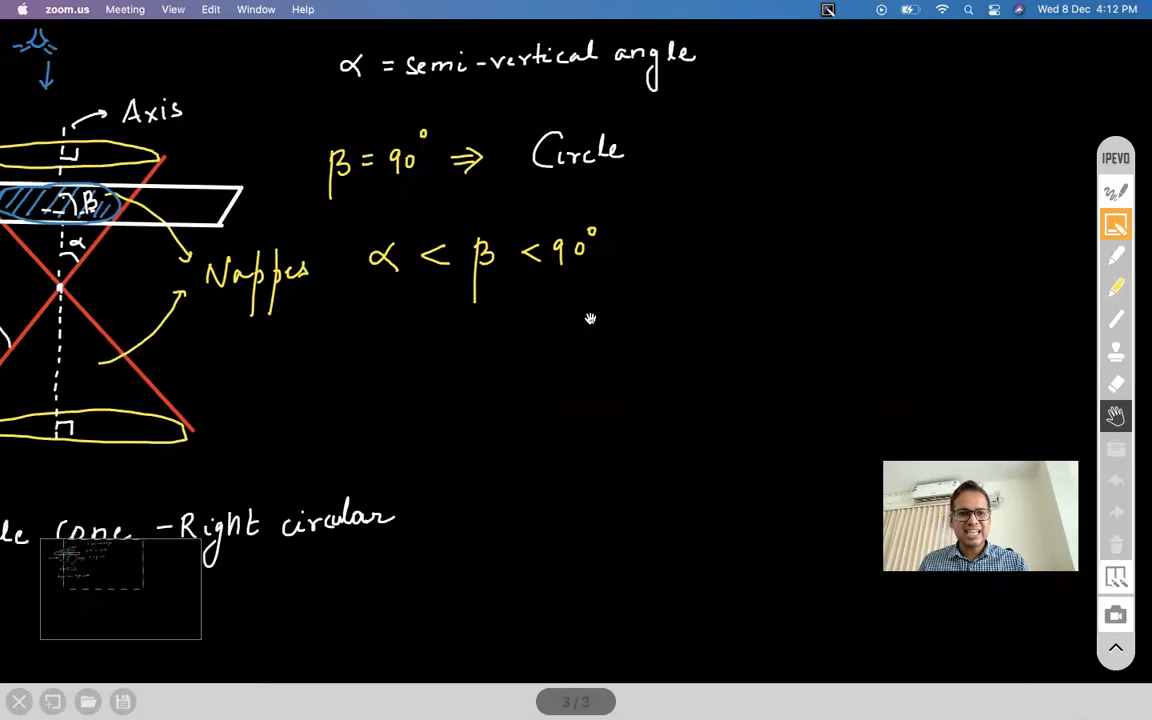 zoom.us Meeting View Edit Window Help Wed 8 Dec 4:12 PM
α = semi-vertical angle
Axis
β = 90° ⇒ Circle
IPEVO
β
α
Nappes
α < β < 90°
le cone - Right circular
3 / 3